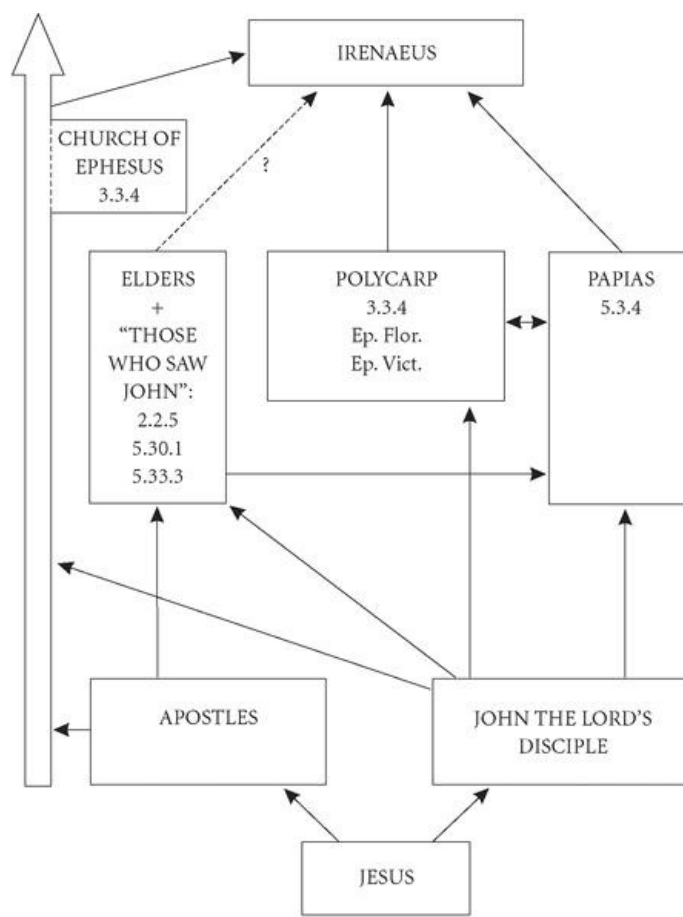 IRENAEUS
CHURCH OF
EPHESUS
3.3.4
?
ELDERS
+
“THOSE
WHO SAW
JOHN”:
2.2.5
5.30.1
5.33.3
POLYCARP
3.3.4
Ep. Flor.
Ep. Vict.
PAPIAS
5.3.4
APOSTLES
JOHN THE LORD’S
DISCIPLE
JESUS